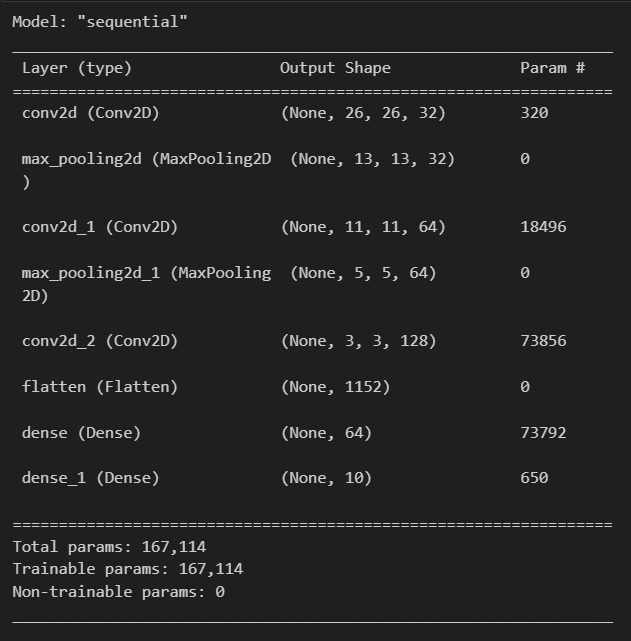 Model: "sequential"
_________________________________________________________________
Layer (type) Output Shape Param #
=================================================================
conv2d (Conv2D) (None, 26, 26, 32) 320
max_pooling2d (MaxPooling2D (None, 13, 13, 32) 0
)
conv2d_1 (Conv2D) (None, 11, 11, 64) 18496
max_pooling2d_1 (MaxPooling (None, 5, 5, 64) 0
2D)
conv2d_2 (Conv2D) (None, 3, 3, 128) 73856
flatten (Flatten) (None, 1152) 0
dense (Dense) (None, 64) 73792
dense_1 (Dense) (None, 10) 650
=================================================================
Total params: 167,114
Trainable params: 167,114
Non-trainable params: 0
_________________________________________________________________